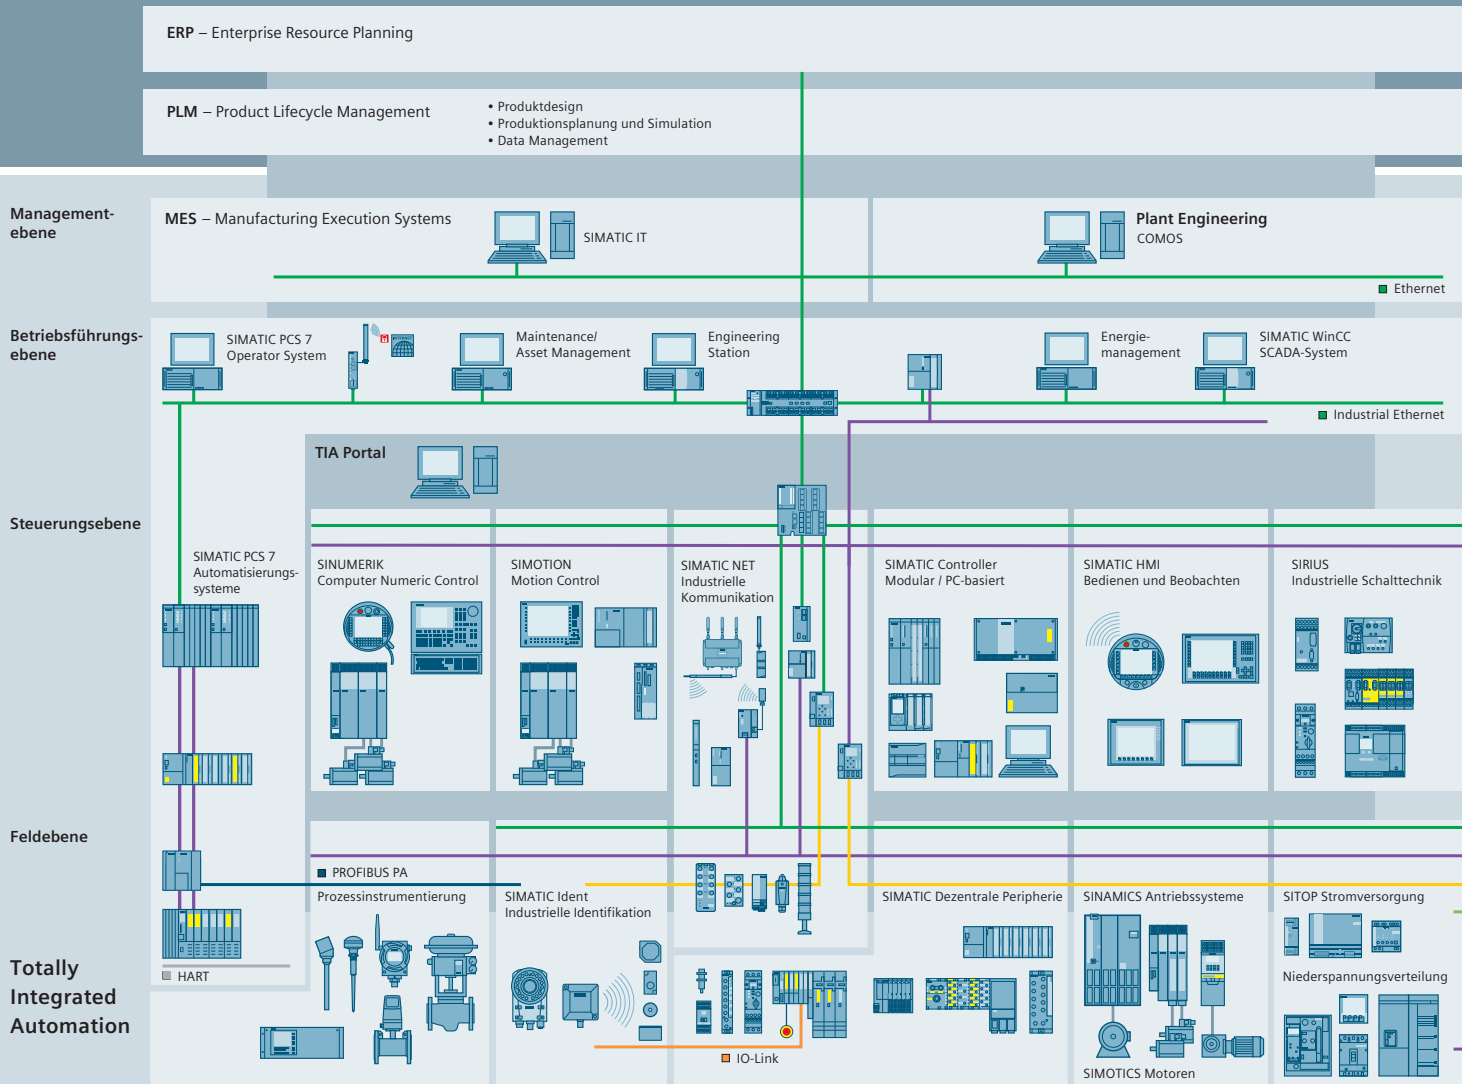 ERP – Enterprise Resource Planning
PLM – Product Lifecycle Management
• Produktdesign
• Produktionsplanung und Simulation
• Data Management
Management-
ebene
MES – Manufacturing Execution Systems
SIMATIC IT
Plant Engineering
COMOS
Ethernet
Betriebsführungs-
ebene
SIMATIC PCS 7
Operator System
Maintenance/
Asset Management
Engineering
Station
Energie-
management
SIMATIC WinCC
SCADA-System
Industrial Ethernet
TIA Portal
Steuerungsebene
SIMATIC PCS 7
Automatisierungs-
systeme
SINUMERIK
Computer Numeric Control
SIMOTION
Motion Control
SIMATIC NET
Industrielle
Kommunikation
SIMATIC Controller
Modular / PC-basiert
SIMATIC HMI
Bedienen und Beobachten
SIRIUS
Industrielle Schalttechnik
Feldebene
PROFIBUS PA
Prozessinstrumentierung
SIMATIC Ident
Industrielle Identifikation
SIMATIC Dezentrale Peripherie
SINAMICS Antriebssysteme
SITOP Stromversorgung
Niederspannungsverteilung
HART
Totally
Integrated
Automation
IO-Link
SIMOTICS Motoren